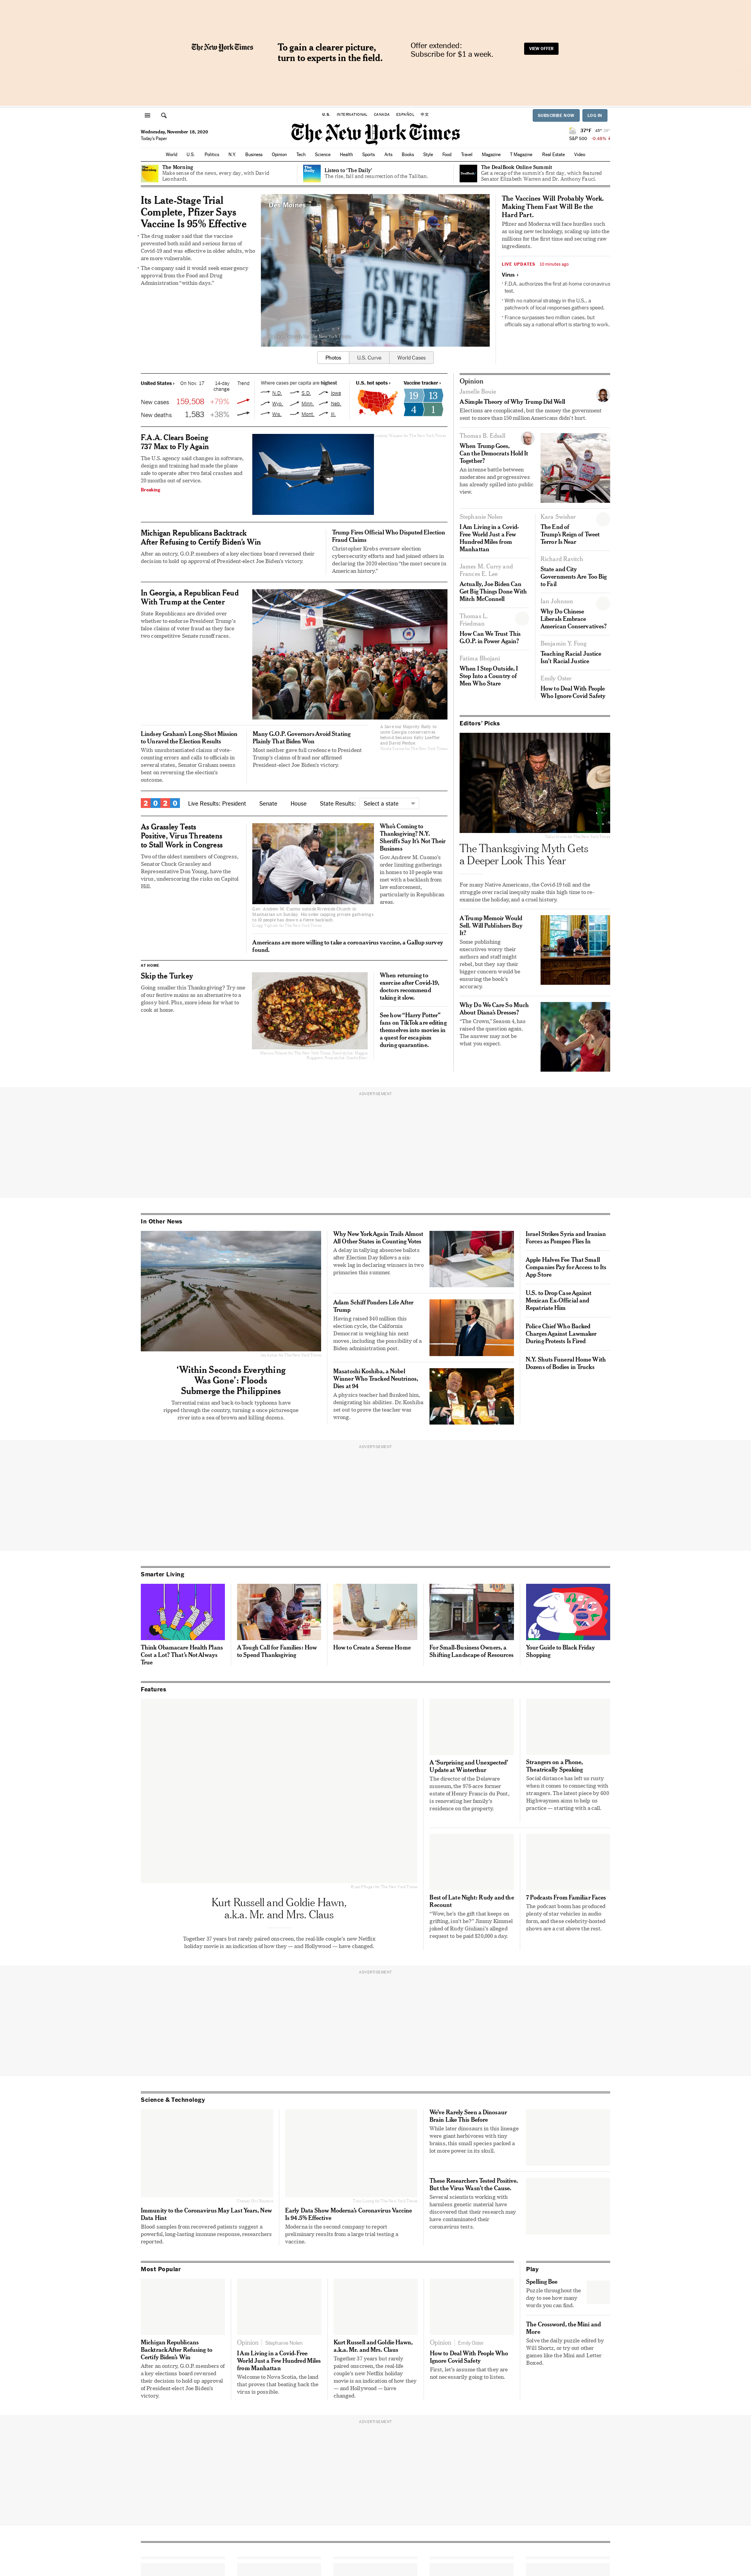 The New York Times
To gain a clearer picture,
turn to experts in the field.
Offer extended:
Subscribe for $1 a week.
VIEW OFFER
U.S. INTERNATIONAL CANADA ESPAÑOL 中文
SUBSCRIBE NOW LOG IN
Wednesday, November 18, 2020
Today's Paper
The New York Times
37°F
S&P 500 -0.48%
World U.S. Politics N.Y. Business Opinion Tech Science Health Sports Arts Books Style Food Travel Magazine T Magazine Real Estate Video
The Morning
Make sense of the news, every day, with David
Leonhardt.
Listen to 'The Daily'
The rise, fall and resurrection of the Taliban.
The DealBook Online Summit
Get a recap of the summit's first day, which featured
Senator Elizabeth Warren and Dr. Anthony Fauci.
Its Late-Stage Trial
Complete, Pfizer Says
Vaccine Is 95% Effective
The drug maker said that the vaccine
prevented both mild and serious forms of
Covid-19 and was effective in older adults, who
are more vulnerable.
The company said it would seek emergency
approval from the Food and Drug
Administration "within days."
Des Moines
Photos U.S. Curve World Cases
The Vaccines Will Probably Work.
Making Them Fast Will Be the
Hard Part.
Pfizer and Moderna will face hurdles such
as using new technology, scaling up into the
millions for the first time and securing raw
ingredients.
LIVE UPDATES 10 minutes ago
Virus ›
F.D.A. authorizes the first at-home coronavirus
test.
With no national strategy in the U.S., a
patchwork of local responses gathers speed.
France surpasses two million cases, but
officials say a national effort is starting to work.
United States › On Nov. 17 14-day
change Trend
New cases 159,508 +79%
New deaths 1,583 +38%
Where cases per capita are highest
N.D. S.D. Iowa
Wyo. Minn. Neb.
Wis. Mont. Ill.
U.S. hot spots ›
Vaccine tracker ›
19 13
4 1
F.A.A. Clears Boeing
737 Max to Fly Again
The U.S. agency said changes in software,
design and training had made the plane
safe to operate after two fatal crashes and
20 months out of service.
Breaking
Michigan Republicans Backtrack
After Refusing to Certify Biden's Win
After an outcry, G.O.P. members of a key elections board reversed their
decision to hold up approval of President-elect Joe Biden's victory.
Trump Fires Official Who Disputed Election
Fraud Claims
Christopher Krebs had overseen election
cybersecurity efforts and had joined others in
declaring the 2020 election "the most secure in
American history."
In Georgia, a Republican Feud
With Trump at the Center
State Republicans are divided over
whether to endorse President Trump's
false claims of voter fraud as they face
two competitive Senate runoff races.
A Save our Majority Rally to
unite Georgia conservatives
behind Senator Kelly Loeffler
and David Perdue.
Lindsey Graham's Long-Shot Mission
to Unravel the Election Results
With unsubstantiated claims of vote-
counting errors and calls to officials in
several states, Senator Graham seems
bent on reversing the election's
outcome.
Many G.O.P. Governors Avoid Stating
Plainly That Biden Won
Most neither gave full credence to President
Trump's claims of fraud nor affirmed
President-elect Joe Biden's victory.
2020 Live Results: President Senate House State Results: Select a state
As Grassley Tests
Positive, Virus Threatens
to Stall Work in Congress
Two of the oldest members of Congress,
Senator Chuck Grassley and
Representative Don Young, have the
virus, underscoring the risks on Capitol
Hill.
Gov. Andrew M. Cuomo outside Riverside Church in
Manhattan on Sunday. His order capping private gatherings
to 10 people has drawn a fierce backlash.
Who's Coming to
Thanksgiving? N.Y.
Sheriffs Say It's Not Their
Business
Gov. Andrew M. Cuomo's
order limiting gatherings
in homes to 10 people was
met with a backlash from
law enforcement,
particularly in Republican
areas.
Americans are more willing to take a coronavirus vaccine, a Gallup survey
found.
AT HOME
Skip the Turkey
Going smaller this Thanksgiving? Try one
of our festive mains as an alternative to a
glossy bird. Plus, more ideas for what to
cook at home.
When returning to
exercise after Covid-19,
doctors recommend
taking it slow.
See how "Harry Potter"
fans on TikTok are editing
themselves into movies in
a quest for escapism
during quarantine.
Opinion
Jamelle Bouie
A Simple Theory of Why Trump Did Well
Elections are complicated, but the money the government
sent to more than 150 million Americans didn't hurt.
Thomas B. Edsall
When Trump Goes,
Can the Democrats Hold It
Together?
An intense battle between
moderates and progressives
has already spilled into public
view.
Stephanie Nolen
I Am Living in a Covid-
Free World Just a Few
Hundred Miles from
Manhattan
James M. Curry and
Frances E. Lee
Actually, Joe Biden Can
Get Big Things Done With
Mitch McConnell
Thomas L.
Friedman
How Can We Trust This
G.O.P. in Power Again?
Fatima Bhojani
When I Step Outside, I
Step Into a Country of
Men Who Stare
Kara Swisher
The End of
Trump's Reign of Tweet
Terror Is Near
Richard Ravitch
State and City
Governments Are Too Big
to Fail
Ian Johnson
Why Do Chinese
Liberals Embrace
American Conservatives?
Benjamin Y. Fong
Teaching Racial Justice
Isn't Racial Justice
Emily Oster
How to Deal With People
Who Ignore Covid Safety
Editors' Picks
The Thanksgiving Myth Gets
a Deeper Look This Year
For many Native Americans, the Covid-19 toll and the
struggle over racial inequity make this high time to re-
examine the holiday, and a cruel history.
A Trump Memoir Would
Sell. Will Publishers Buy
It?
Some publishing
executives worry their
authors and staff might
rebel, but they say their
bigger concern would be
ensuring the book's
accuracy.
Why Do We Care So Much
About Diana's Dresses?
"The Crown," Season 4, has
raised the question again.
The answer may not be
what you expect.
ADVERTISEMENT
In Other News
'Within Seconds Everything
Was Gone': Floods
Submerge the Philippines
Torrential rains and back-to-back typhoons have
ripped through the country, turning a once picturesque
river into a sea of brown and killing dozens.
Why New York Again Trails Almost
All Other States in Counting Votes
A delay in tallying absentee ballots
after Election Day follows a six-
week lag in declaring winners in two
primaries this summer.
Adam Schiff Ponders Life After
Trump
Having raised $40 million this
election cycle, the California
Democrat is weighing his next
moves, including the possibility of a
Biden administration post.
Masatoshi Koshiba, a Nobel
Winner Who Tracked Neutrinos,
Dies at 94
A physics teacher had flunked him,
denigrating his abilities. Dr. Koshiba
set out to prove the teacher was
wrong.
Israel Strikes Syria and Iranian
Forces as Pompeo Flies In
Apple Halves Fee That Small
Companies Pay for Access to Its
App Store
U.S. to Drop Case Against
Mexican Ex-Official and
Repatriate Him
Police Chief Who Backed
Charges Against Lawmaker
During Protests Is Fired
N.Y. Shuts Funeral Home With
Dozens of Bodies in Trucks
ADVERTISEMENT
Smarter Living
Think Obamacare Health Plans
Cost a Lot? That's Not Always
True
A Tough Call for Families: How
to Spend Thanksgiving
How to Create a Serene Home
For Small-Business Owners, a
Shifting Landscape of Resources
Your Guide to Black Friday
Shopping
Features
Kurt Russell and Goldie Hawn,
a.k.a. Mr. and Mrs. Claus
Together 37 years but rarely paired onscreen, the real-life couple's new Netflix
holiday movie is an indication of how they — and Hollywood — have changed.
A 'Surprising and Unexpected'
Update at Winterthur
The director of the Delaware
museum, the 979-acre former
estate of Henry Francis du Pont,
is renovating her family's
residence on the property.
Strangers on a Phone,
Theatrically Speaking
Social distance has left us rusty
when it comes to connecting with
strangers. The latest piece by 600
Highwaymen aims to help us
practice — starting with a call.
Best of Late Night: Rudy and the
Recount
"Wow, he's the gift that keeps on
grifting, isn't he?" Jimmy Kimmel
joked of Rudy Giuliani's alleged
request to be paid $20,000 a day.
7 Podcasts From Familiar Faces
The podcast boom has produced
plenty of star vehicles in audio
form, and these celebrity-hosted
shows are a cut above the rest.
ADVERTISEMENT
Science & Technology
Immunity to the Coronavirus May Last Years, New
Data Hint
Blood samples from recovered patients suggest a
powerful, long-lasting immune response, researchers
reported.
Early Data Show Moderna's Coronavirus Vaccine
Is 94.5% Effective
Moderna is the second company to report
preliminary results from a large trial testing a
vaccine.
We've Rarely Seen a Dinosaur
Brain Like This Before
While later dinosaurs in this lineage
were giant herbivores with tiny
brains, this small species packed a
lot more power in its skull.
These Researchers Tested Positive.
But the Virus Wasn't the Cause.
Several scientists working with
harmless genetic material have
discovered that their research may
have contaminated their
coronavirus tests.
Most Popular
Michigan Republicans
Backtrack After Refusing to
Certify Biden's Win
After an outcry, G.O.P. members of
a key elections board reversed
their decision to hold up approval
of President-elect Joe Biden's
victory.
Opinion | Stephanie Nolen
I Am Living in a Covid-Free
World Just a Few Hundred Miles
from Manhattan
Welcome to Nova Scotia, the land
that proves that beating back the
virus is possible.
Kurt Russell and Goldie Hawn,
a.k.a. Mr. and Mrs. Claus
Together 37 years but rarely
paired onscreen, the real-life
couple's new Netflix holiday
movie is an indication of how they
— and Hollywood — have
changed.
Opinion | Emily Oster
How to Deal With People Who
Ignore Covid Safety
First, let's assume that they are
not necessarily going to listen.
Play
Spelling Bee
Puzzle throughout the
day to see how many
words you can find.
The Crossword, the Mini and
More
Solve the daily puzzle edited by
Will Shortz, or try out other
games like the Mini and Letter
Boxed.
ADVERTISEMENT